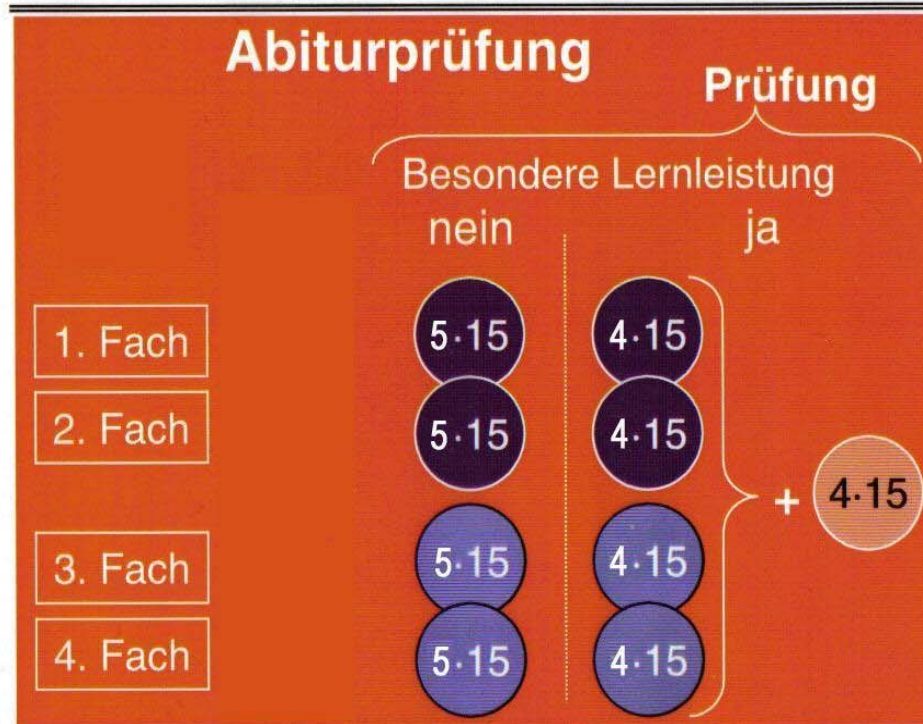 Abiturprüfung
Prüfung
Besondere Lernleistung
nein ja
1. Fach 5·15 4·15
2. Fach 5·15 4·15
+ 4·15
3. Fach 5·15 4·15
4. Fach 5·15 4·15